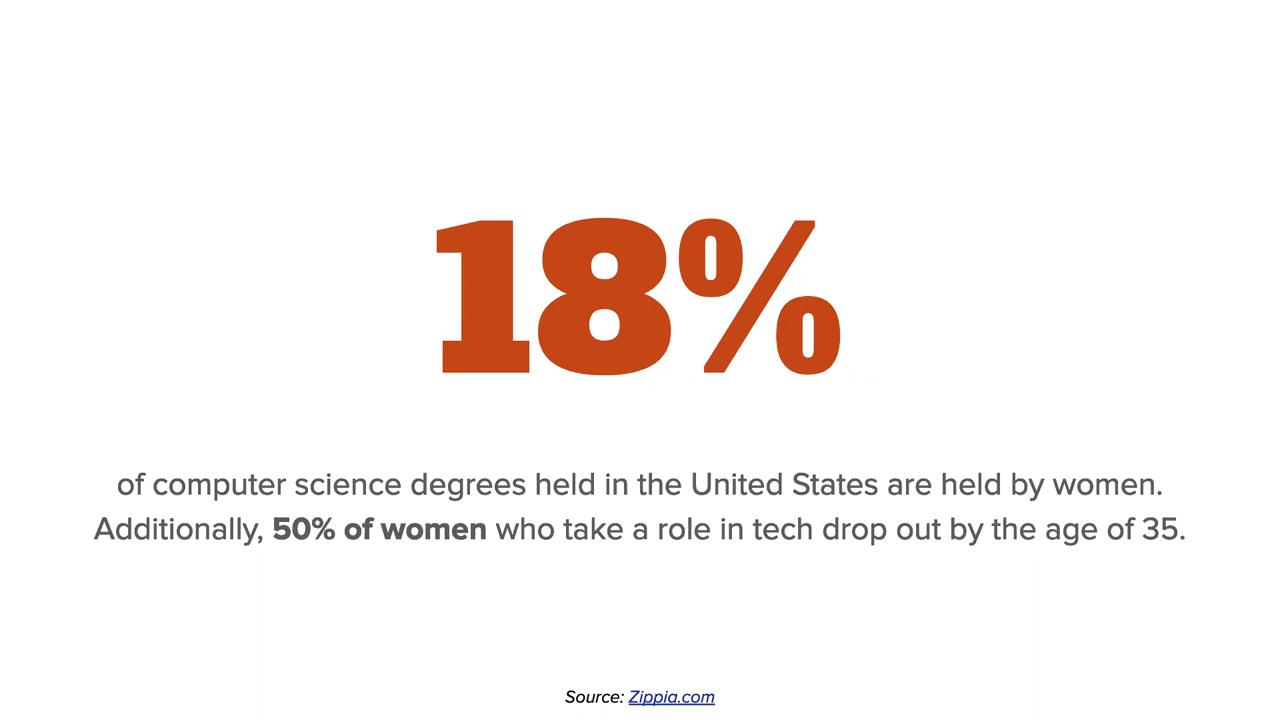 18%
of computer science degrees held in the United States are held by women.
Additionally, 50% of women who take a role in tech drop out by the age of 35.
Source: Zippia.com